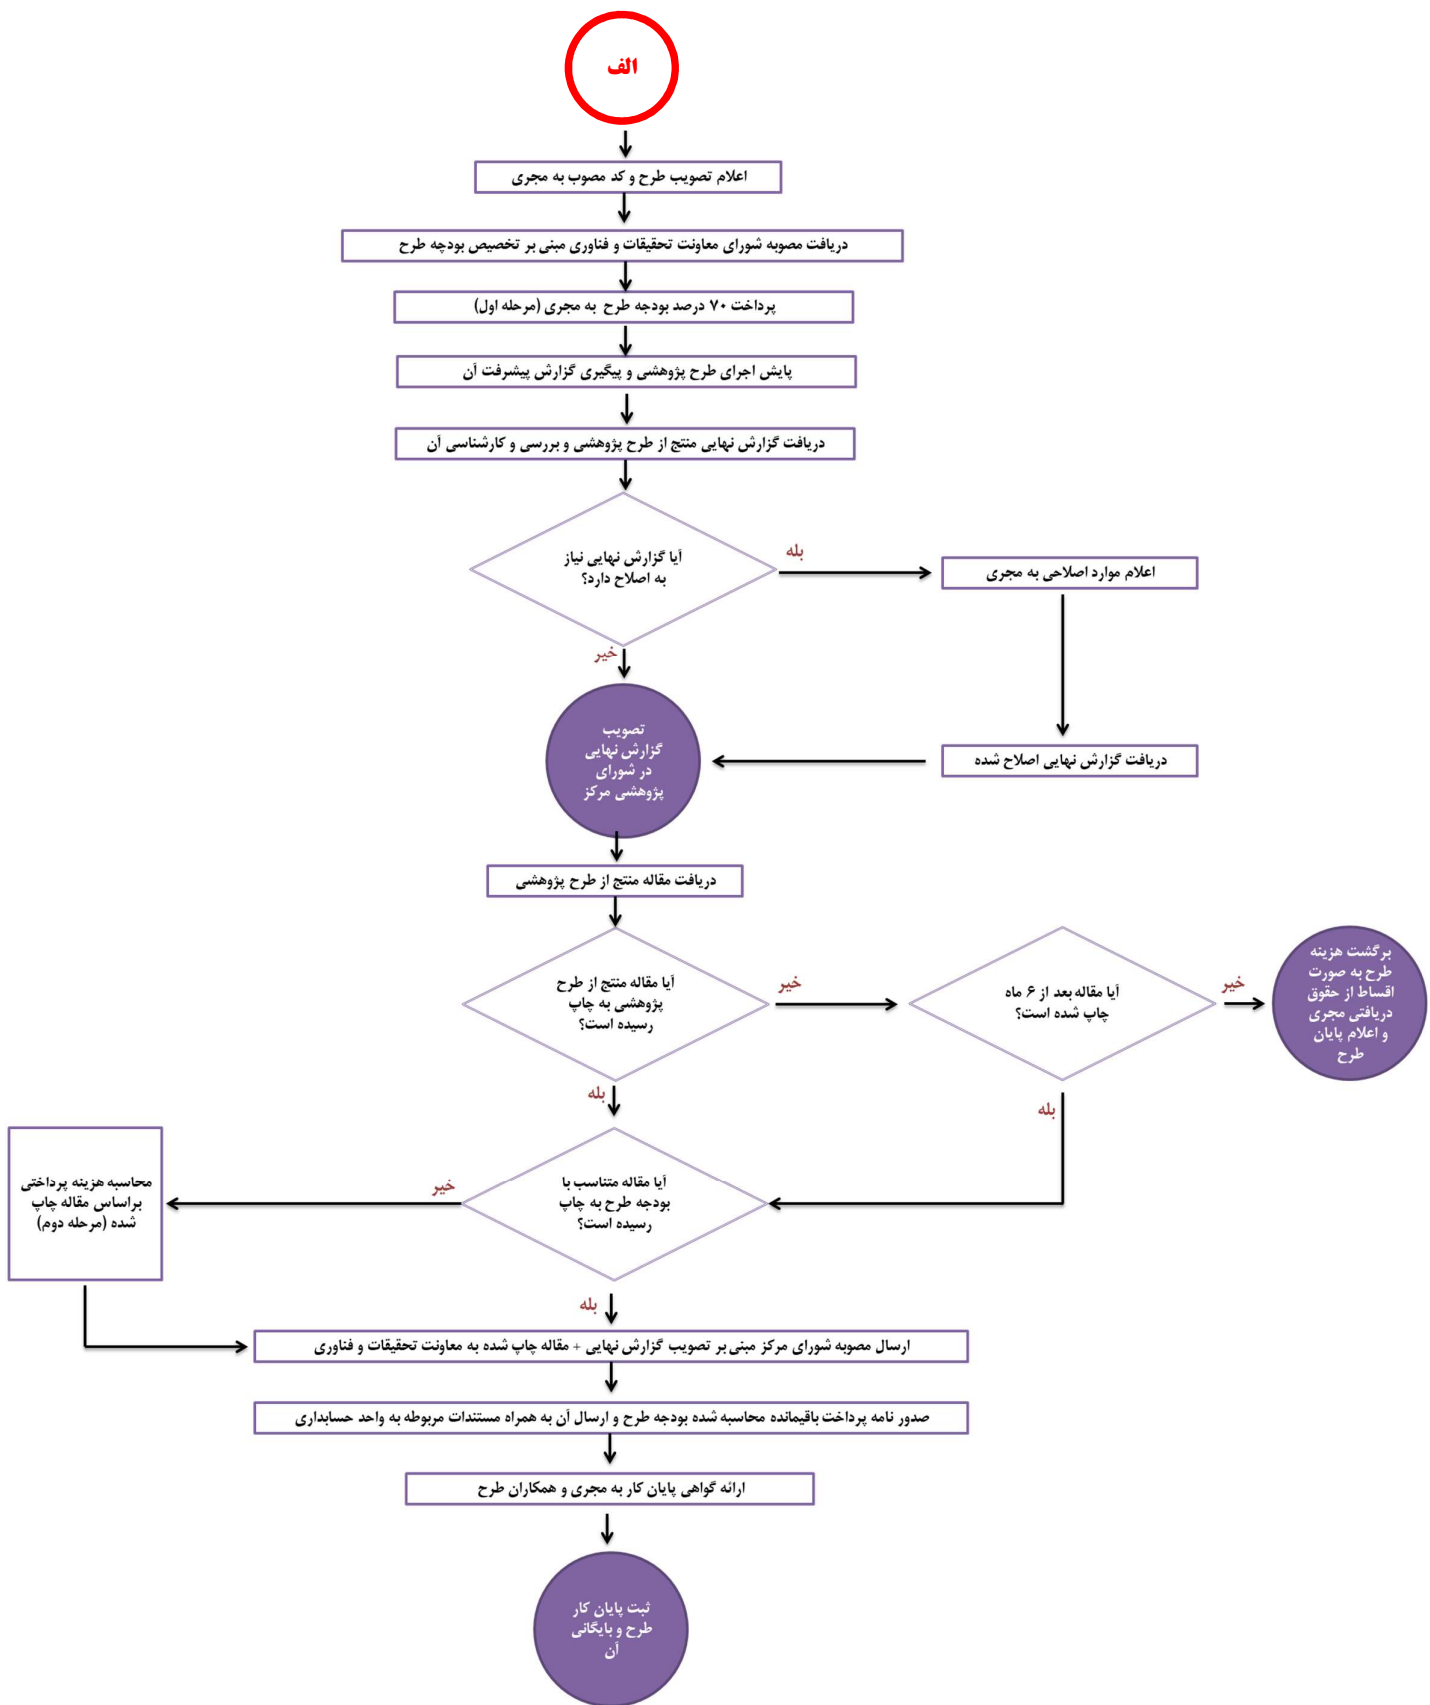 الف
اعلام تصویب طرح و کد مصوب به مجری
دریافت مصوبه شورای معاونت تحقیقات و فناوری مبنی بر تخصیص بودجه طرح
پرداخت ۷۰ درصد بودجه طرح به مجری (مرحله اول)
پایش اجرای طرح پژوهشی و پیگیری گزارش پیشرفت آن
دریافت گزارش نهایی منتج از طرح پژوهشی و بررسی و کارشناسی آن
آیا گزارش نهایی نیاز
به اصلاح دارد؟
بله
اعلام موارد اصلاحی به مجری
خیر
تصویب
گزارش نهایی
در شورای
پژوهشی مرکز
دریافت گزارش نهایی اصلاح شده
دریافت مقاله منتج از طرح پژوهشی
آیا مقاله منتج از طرح
پژوهشی به چاپ
رسیده است؟
خیر
آیا مقاله بعد از ۶ ماه
چاپ شده است؟
خیر
برگشت هزینه
طرح به صورت
اقساط از حقوق
دریافتی مجری
و اعلام پایان
طرح
بله
بله
آیا مقاله متناسب با
بودجه طرح به چاپ
رسیده است؟
خیر
محاسبه هزینه پرداختی
براساس مقاله چاپ
شده (مرحله دوم)
بله
ارسال مصوبه شورای مرکز مبنی بر تصویب گزارش نهایی + مقاله چاپ شده به معاونت تحقیقات و فناوری
صدور نامه پرداخت باقیمانده محاسبه شده بودجه طرح و ارسال آن به همراه مستندات مربوطه به واحد حسابداری
ارائه گواهی پایان کار به مجری و همکاران طرح
ثبت پایان کار
طرح و بایگانی
آن